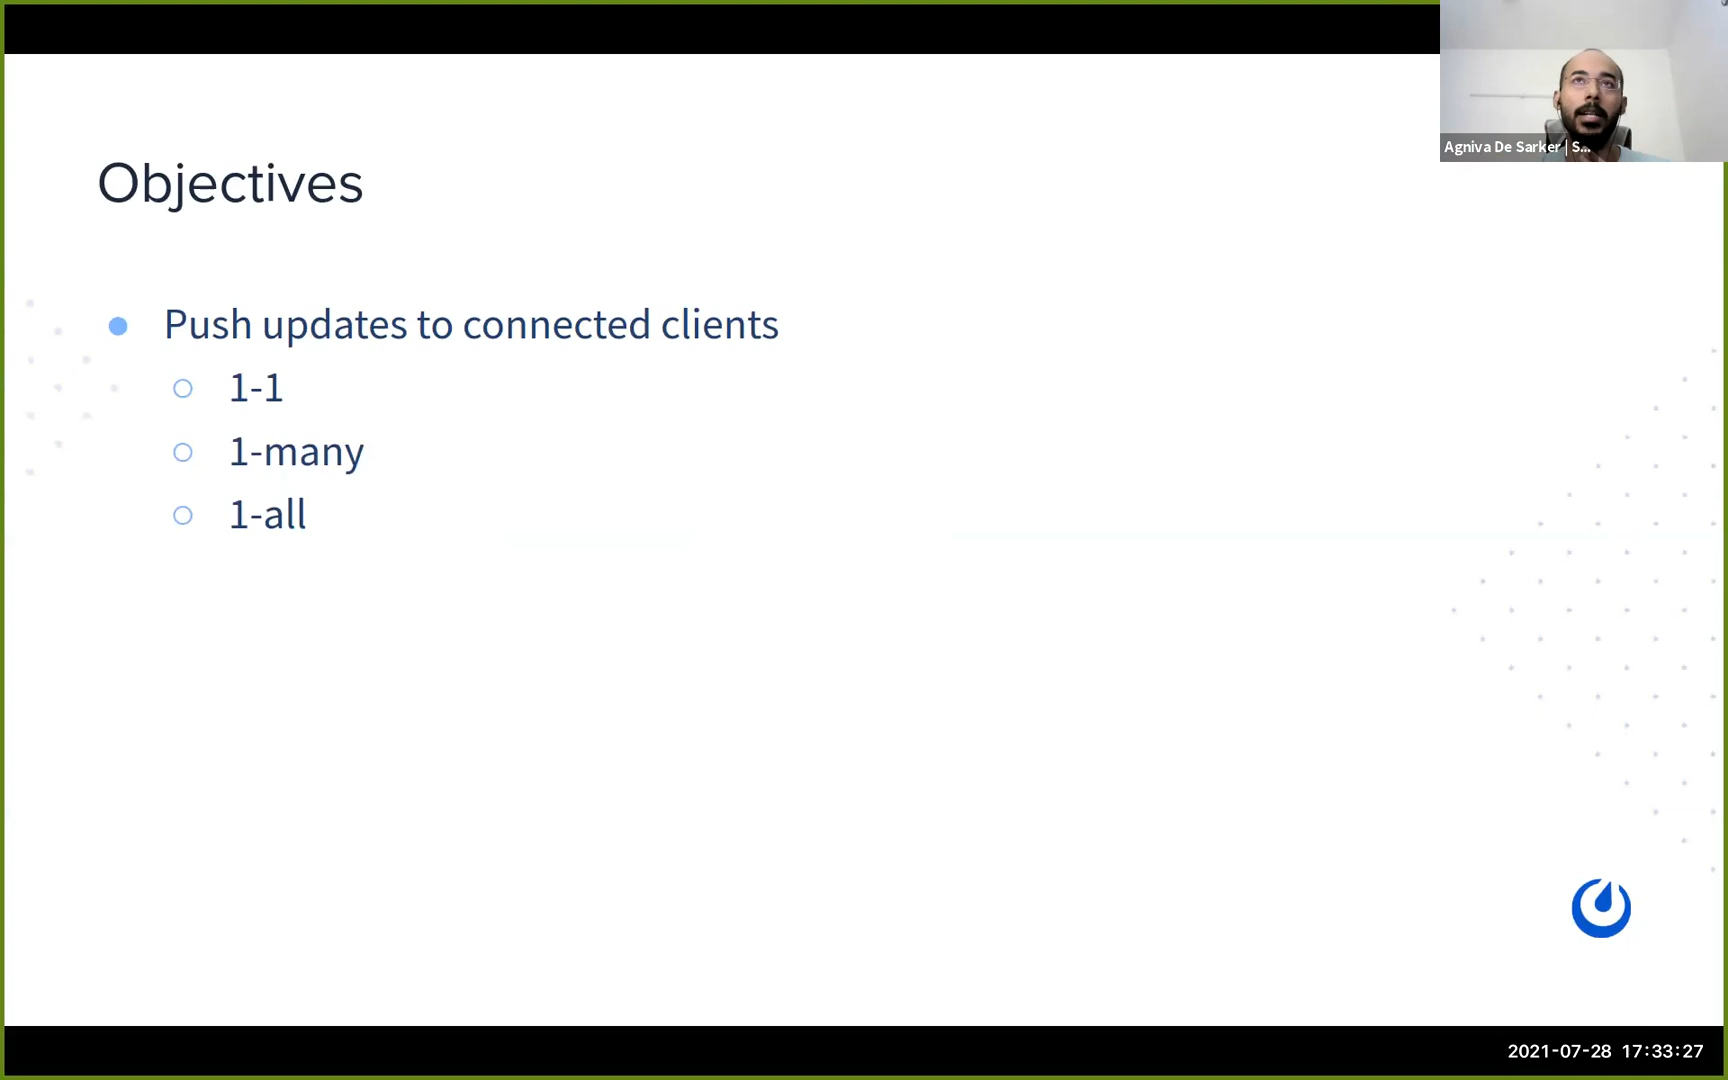 Agniva De Sarker | S...
Objectives
Push updates to connected clients
1-1
1-many
1-all
2021-07-28 17:33:27